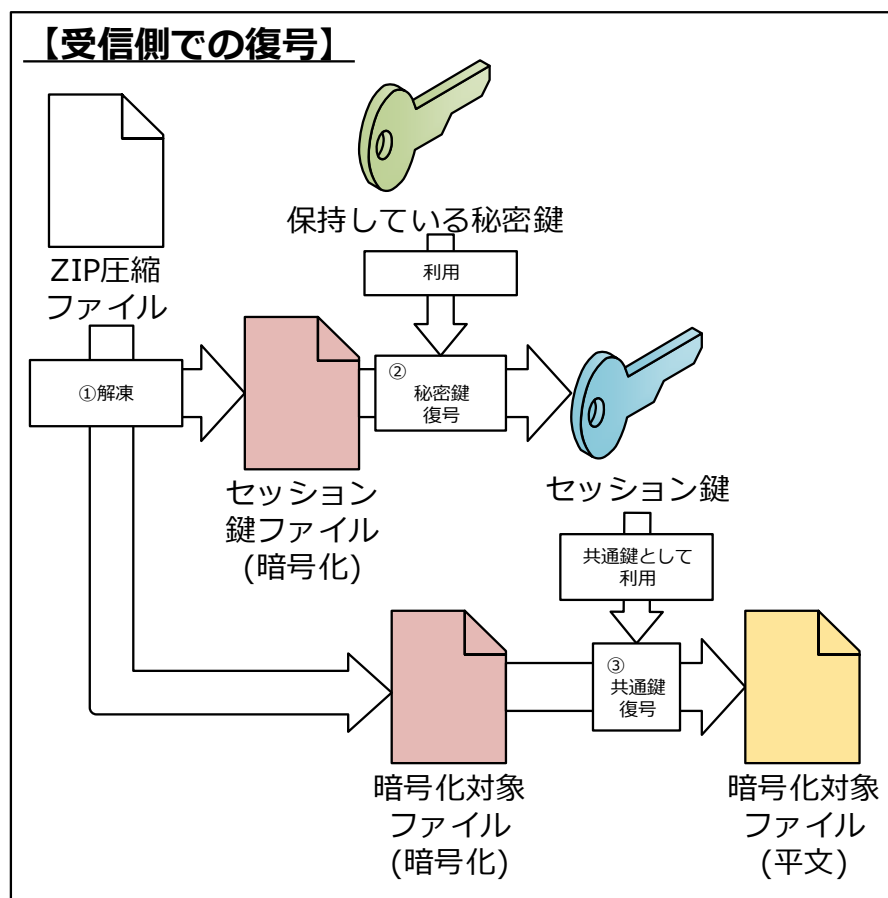 【受信側での復号】
保持している秘密鍵
ZIP圧縮
ファイル
利用
①解凍
②
秘密鍵
復号
セッション
鍵ファイル
(暗号化)
セッション鍵
共通鍵として
利用
③
共通鍵
復号
暗号化対象
ファイル
(暗号化)
暗号化対象
ファイル
(平文)